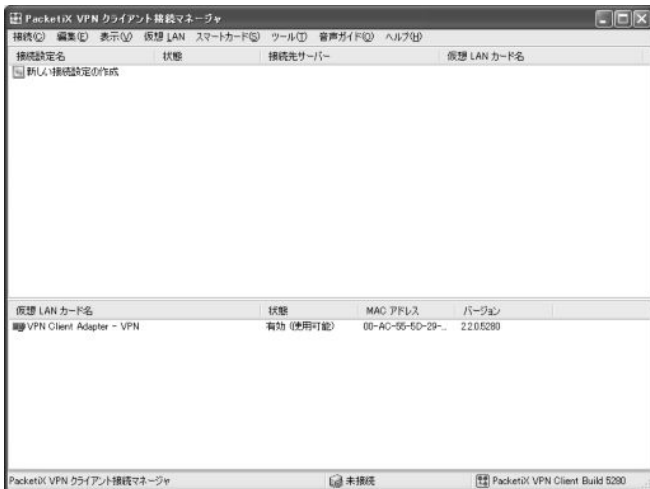 PacketiX VPN クライアント接続マネージャ
接続(C) 編集(E) 表示(V) 仮想 LAN スマートカード(S) ツール(T) 音声ガイド(O) ヘルプ(H)
接続設定名 状態 接続先サーバー 仮想 LAN カード名
新しい接続設定の作成
仮想 LAN カード名 状態 MAC アドレス バージョン
VPN Client Adapter - VPN 有効 (使用可能) 00-AC-55-5D-29-... 2.2.0.5280
PacketiX VPN クライアント接続マネージャ 未接続 PacketiX VPN Client Build 5280